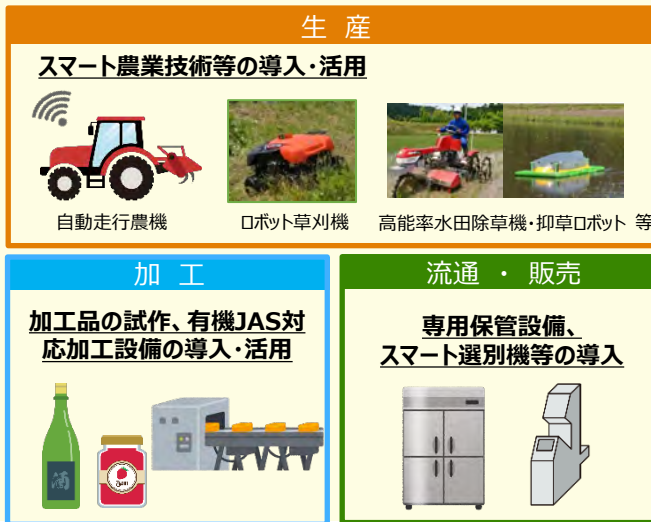 生 産
スマート農業技術等の導入・活用
自動走行農機
ロボット草刈機
高能率水田除草機・抑草ロボット 等
加 工
加工品の試作、有機JAS対
応加工設備の導入・活用
酒
Jam
流通 ・ 販売
専用保管設備、
スマート選別機等の導入